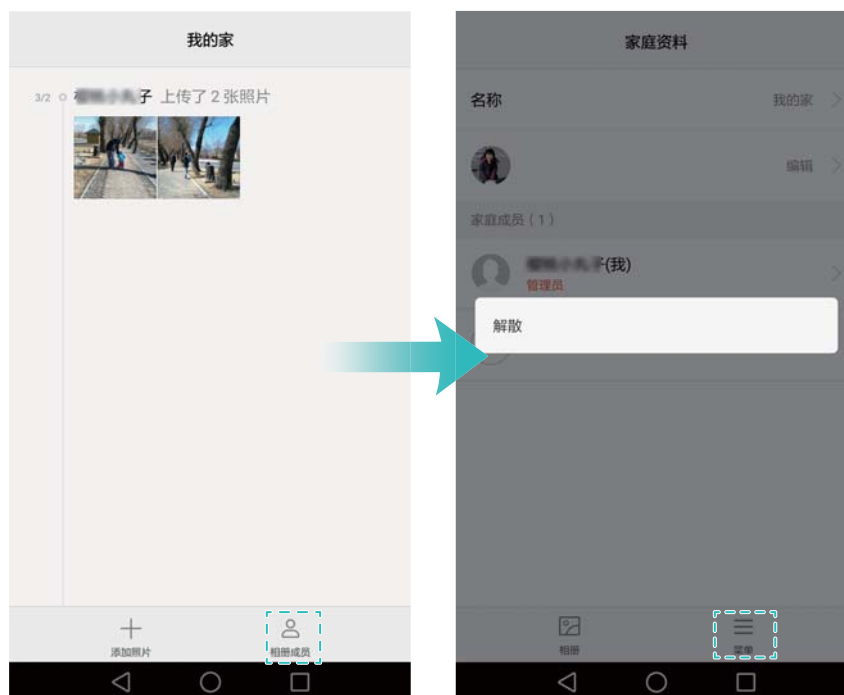 我的家
3/2
子 上传了 2 张照片
添加照片
相册成员
家庭资料
名称
我的家
编辑
家庭成员（1）
子(我)
管理员
解散
相册
菜单